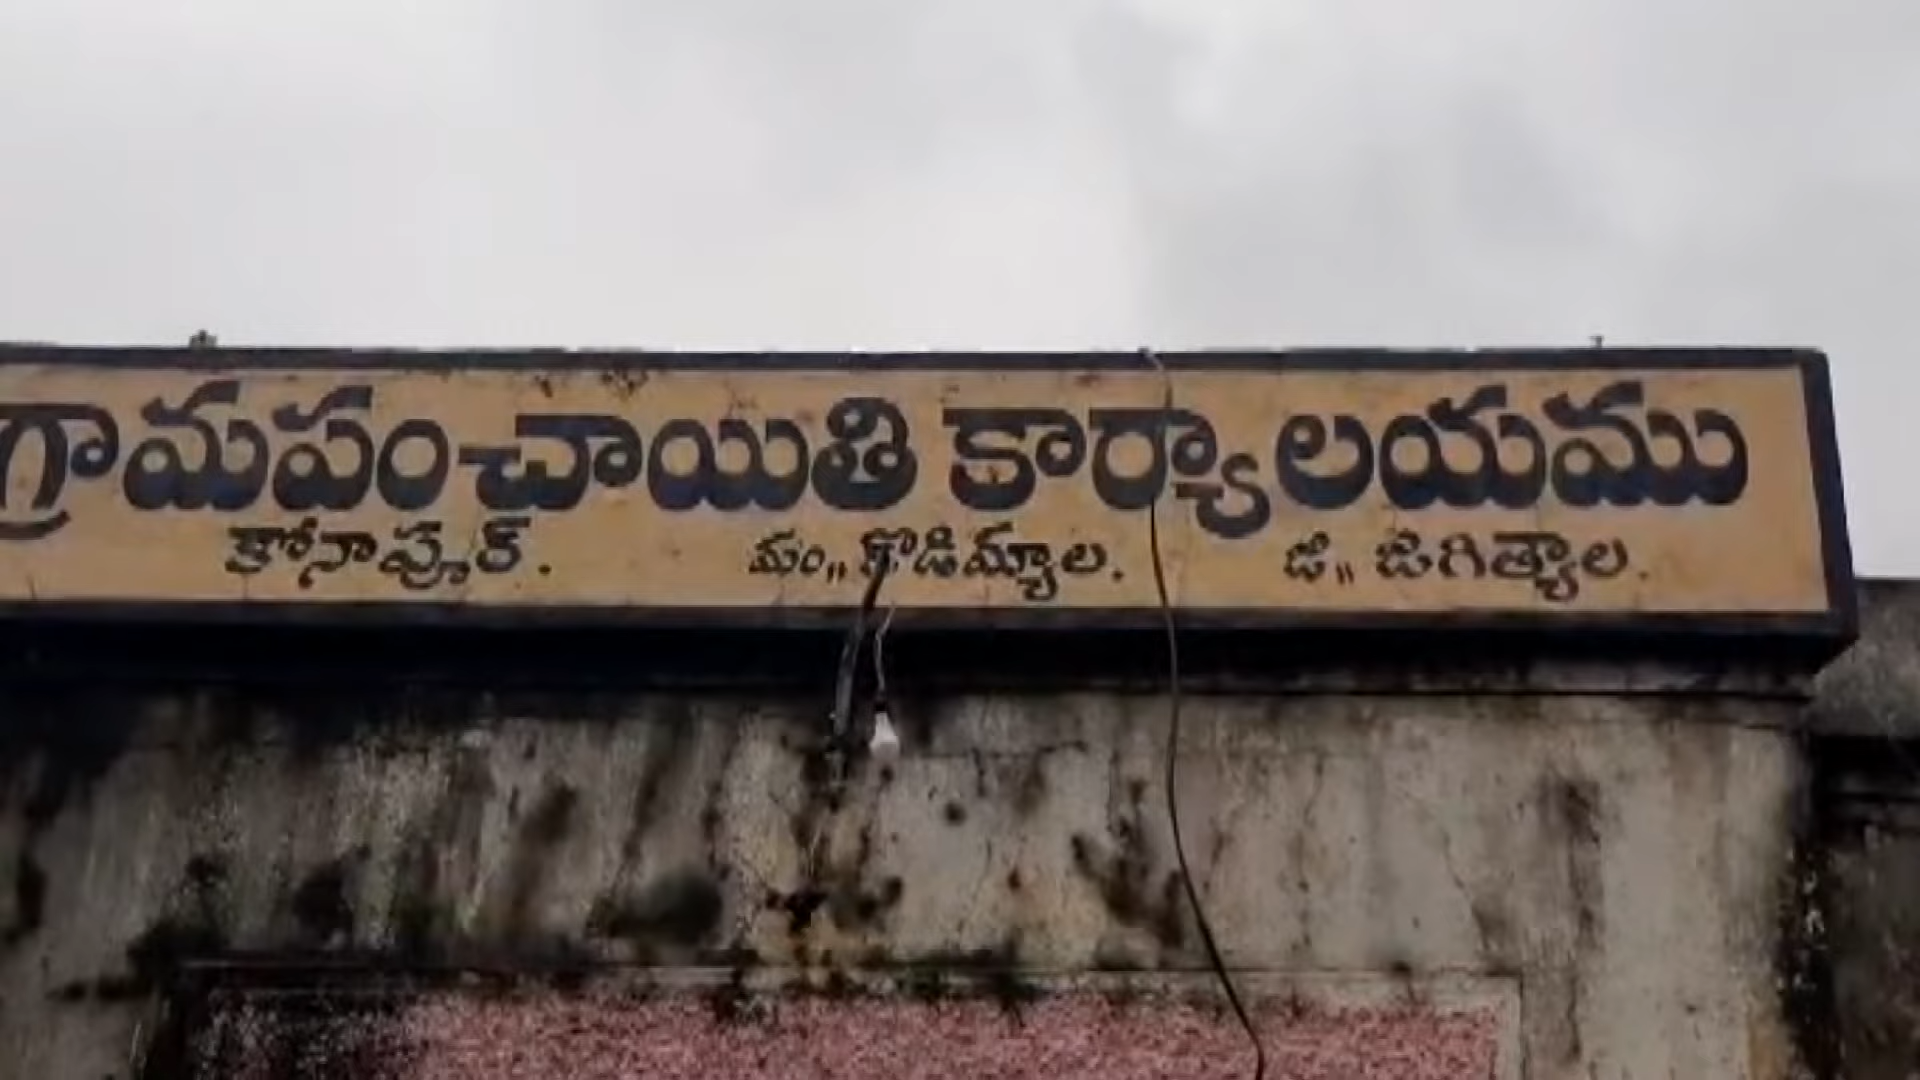 గ్రామపంచాయితి కార్యాలయము
కోనాపూర్. మం,, కొడిమ్యాల. జి,, జగిత్యాల.